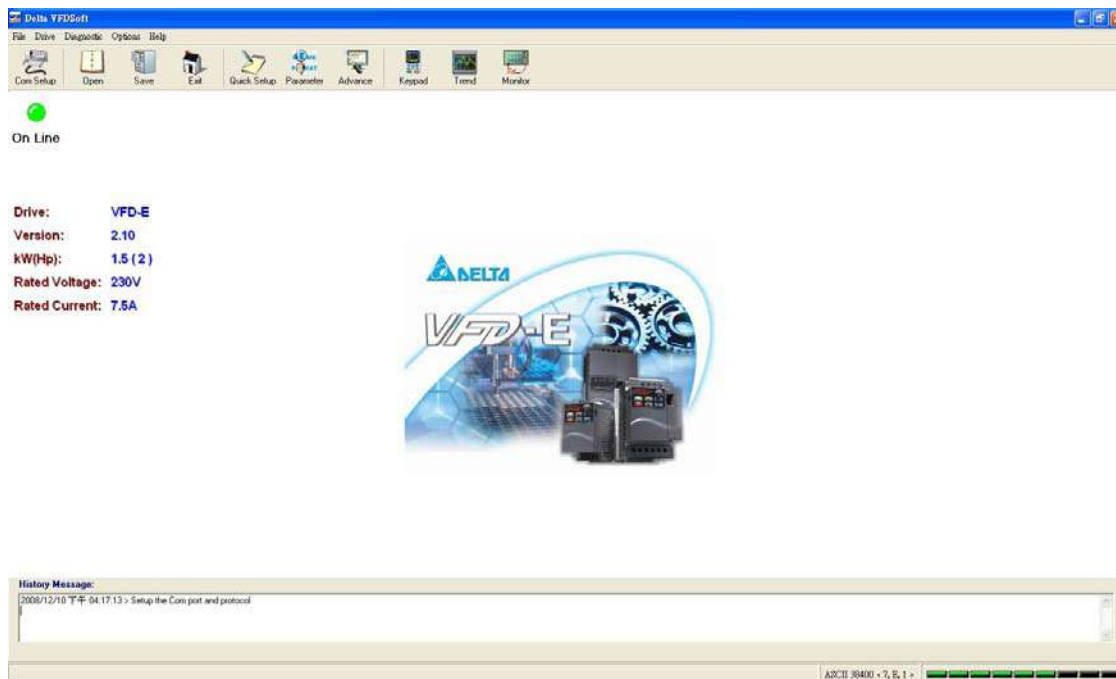 Delta VFDSoft
File Drive Diagnostic Options Help
Com Setup Open Save Exit Quick Setup Parameter Advance Keypad Trend Monitor
On Line
Drive: VFD-E
Version: 2.10
kW(Hp): 1.5 ( 2 )
Rated Voltage: 230V
Rated Current: 7.5A
DELTA
VFD-E
History Message:
2008/12/10 下午 04:17:13 > Setup the Com port and protocol
ASCII 38400 < 7, E, 1 >